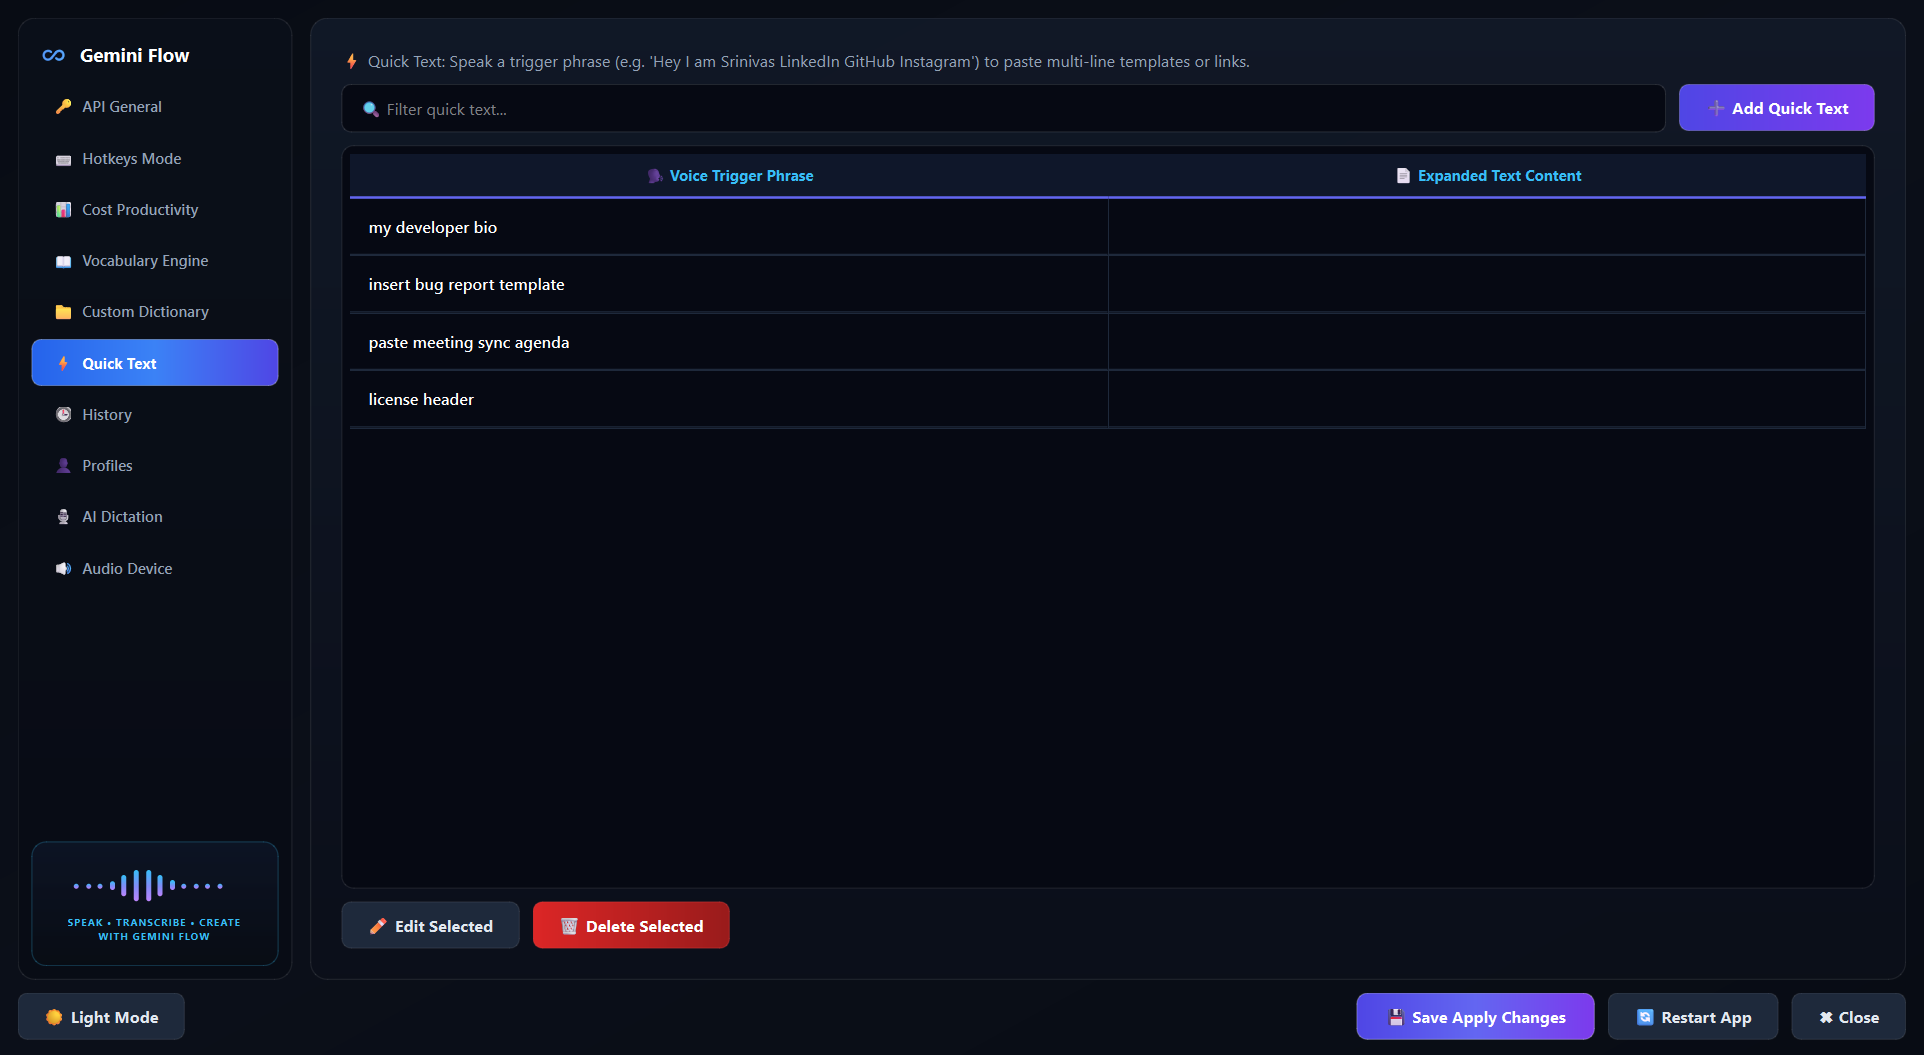 Gemini Flow
API General
Hotkeys Mode
Cost Productivity
Vocabulary Engine
Custom Dictionary
Quick Text
History
Profiles
AI Dictation
Audio Device
SPEAK • TRANSCRIBE • CREATE
WITH GEMINI FLOW
Light Mode
Quick Text: Speak a trigger phrase (e.g. 'Hey I am Srinivas LinkedIn GitHub Instagram') to paste multi-line templates or links.
Filter quick text...
Add Quick Text
Voice Trigger Phrase
Expanded Text Content
my developer bio
insert bug report template
paste meeting sync agenda
license header
Edit Selected
Delete Selected
Save Apply Changes
Restart App
✖ Close